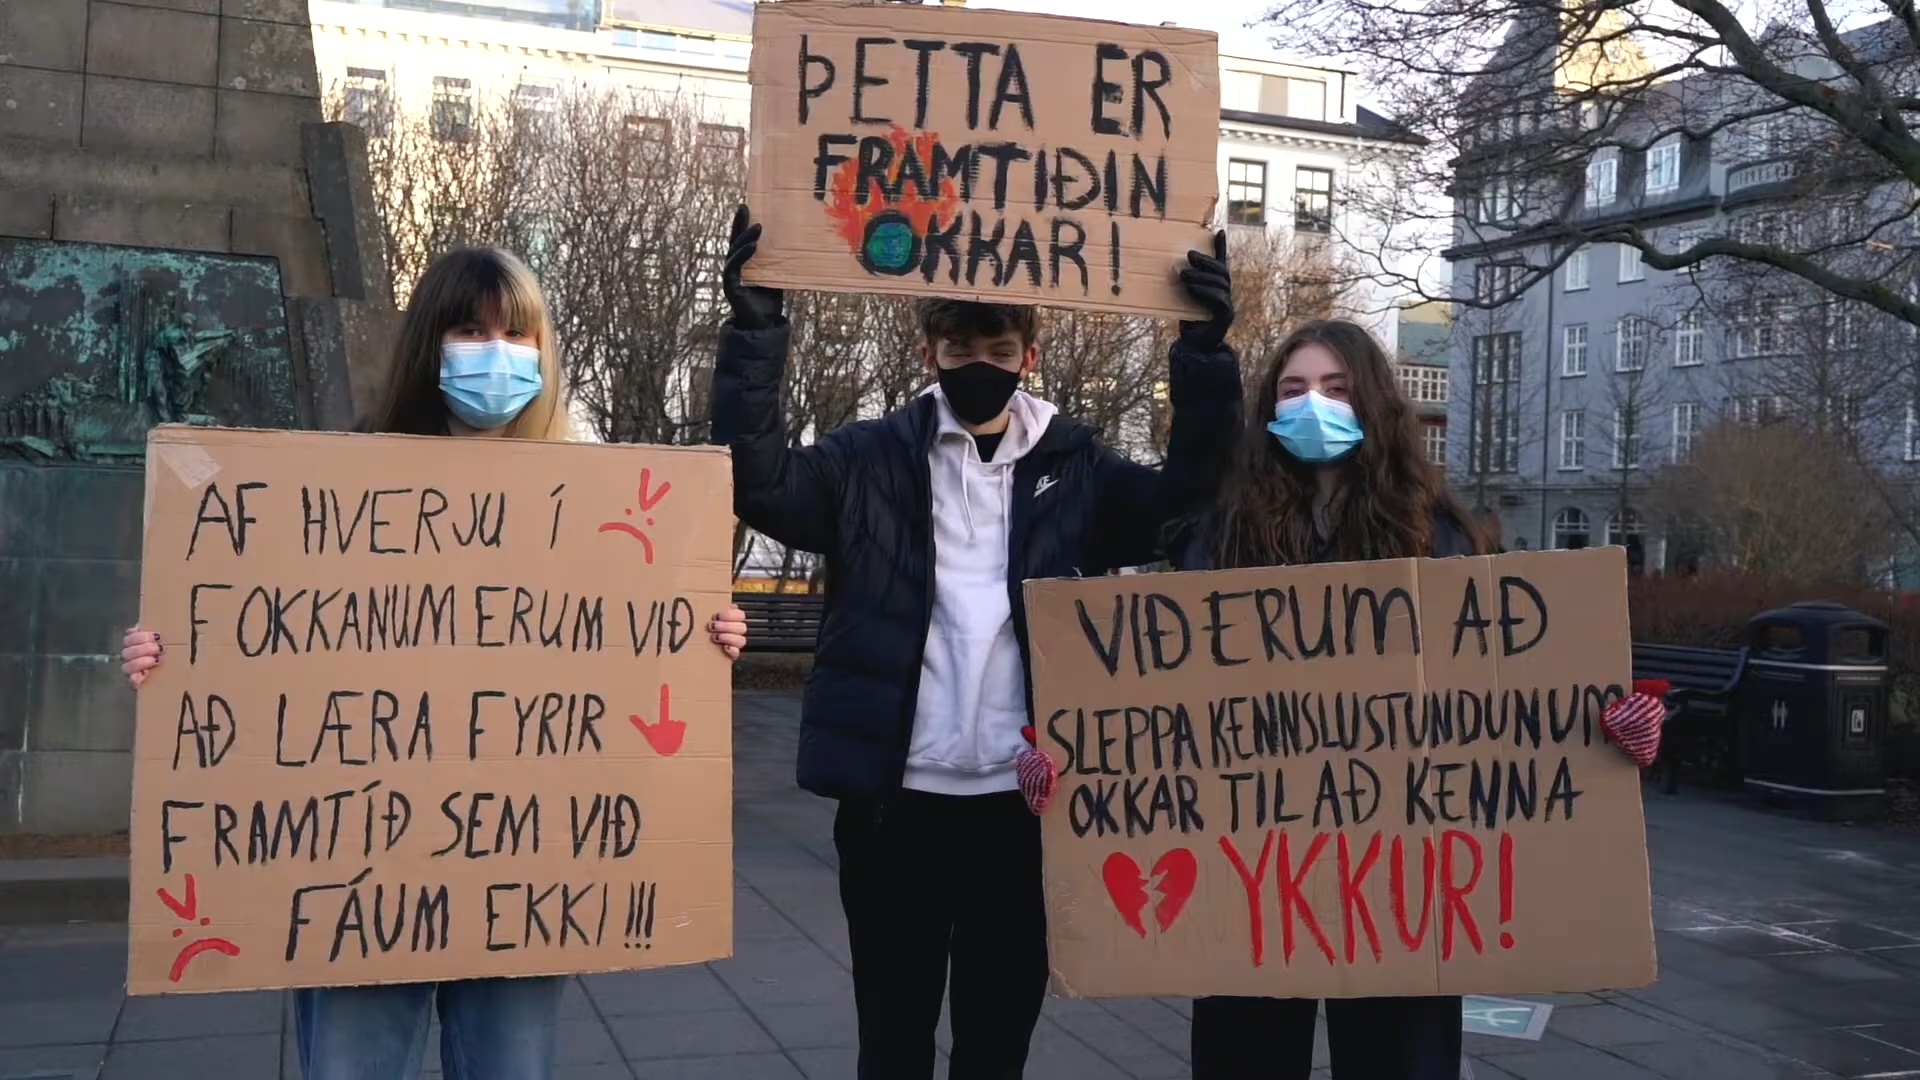 ÞETTA ER
FRAMTIÐIN
OKKAR!
AF HVERJU Í
FOKKANUM ERUM VIÐ
AÐ LÆRA FYRIR
FRAMTÍÐ SEM VIÐ
FÁUM EKKI!!!
VIÐ ERUM AÐ
SLEPPA KENNSLUSTUNDUNUM
OKKAR TIL AÐ KENNA
YKKUR!